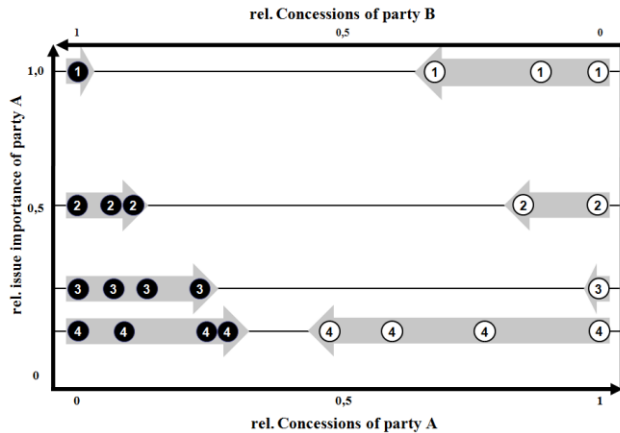 rel. Concessions of party B
1 0,5 0
1,0
1 1 1 1
rel. issue importance of party A
0,5
2 2 2 2 2
3 3 3 3 3
4 4 4 4 4 4 4 4
0
0 0,5 1
rel. Concessions of party A